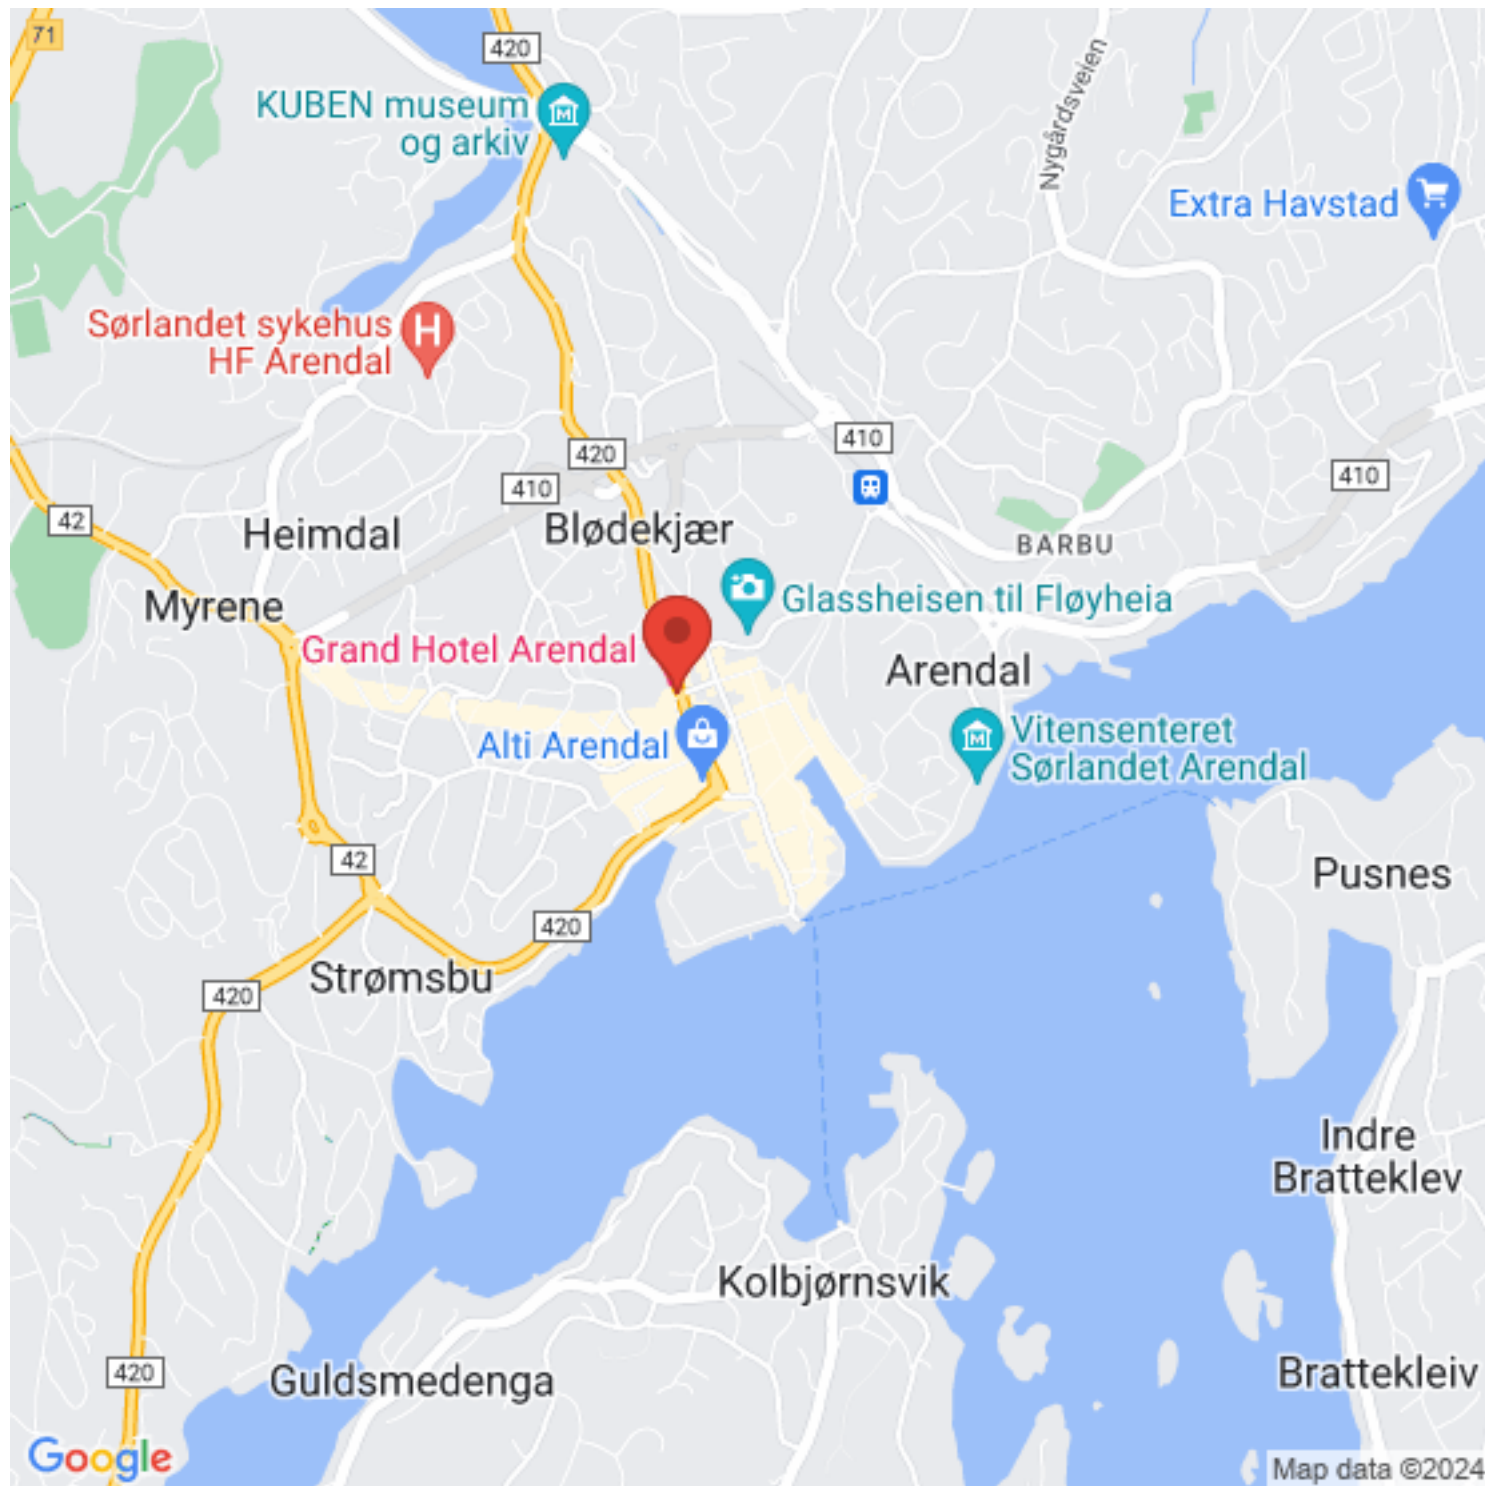 71
420
KUBEN museum
og arkiv
Nygårdsveien
Extra Havstad
Sørlandet sykehus
HF Arendal
H
410
420
410
410
42
Heimdal
Blødekjær
BARBU
Myrene
Glassheisen til Fløyheia
Grand Hotel Arendal
Arendal
Alti Arendal
Vitensenteret
Sørlandet Arendal
42
Pusnes
420
Strømsbu
420
Indre
Bratteklev
Kolbjørnsvik
420
Guldsmedenga
Brattekleiv
Google
Map data ©2024